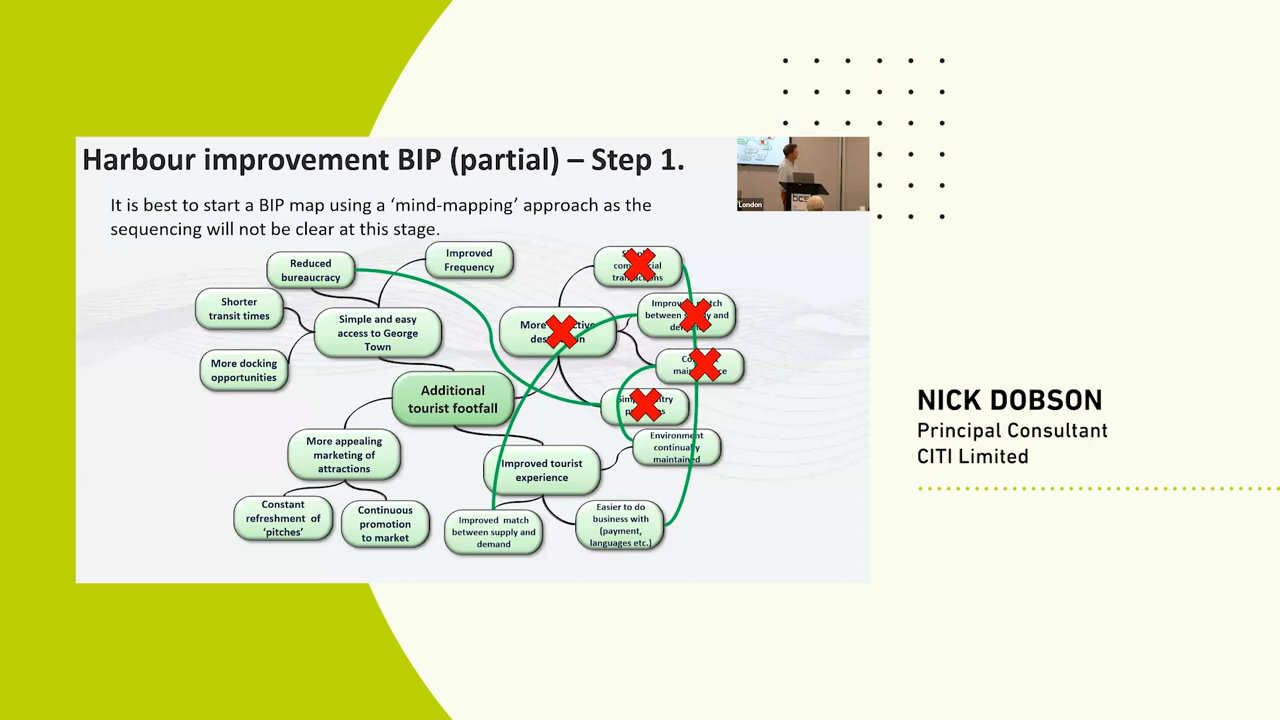 Harbour improvement BIP (partial) – Step 1.
It is best to start a BIP map using a ‘mind-mapping’ approach as the
sequencing will not be clear at this stage.
London
Reduced
bureaucracy
Improved
Frequency
Shorter
transit times
Simple and easy
access to George
Town
More docking
opportunities
Additional
tourist footfall
More
between
and
More appealing
marketing of
attractions
Constant
refreshment of
‘pitches’
Continuous
promotion
to market
Improved tourist
experience
Environment
continually
maintained
Improved match
between supply and
demand
Easier to do
business with
(payment,
languages etc.)
NICK DOBSON
Principal Consultant
CITI Limited